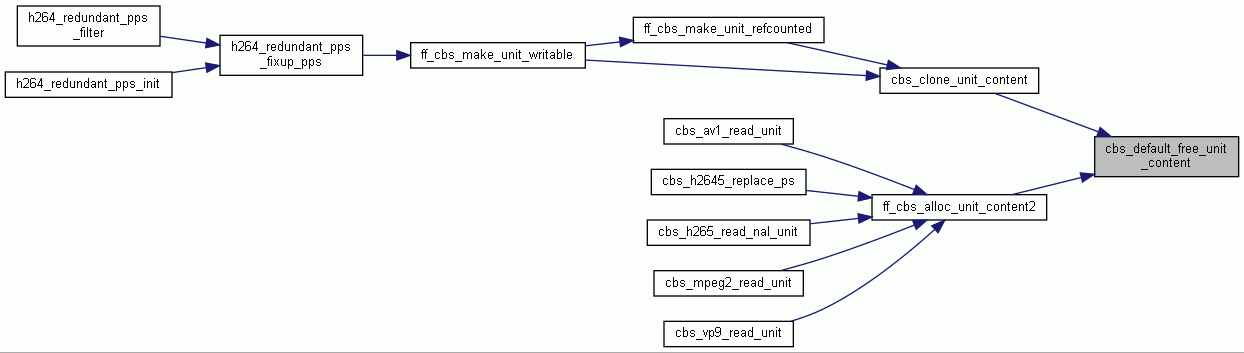 h264_redundant_pps
_filter
h264_redundant_pps_init
h264_redundant_pps
_fixup_pps
ff_cbs_make_unit_writable
ff_cbs_make_unit_refcounted
cbs_clone_unit_content
cbs_av1_read_unit
cbs_h2645_replace_ps
cbs_h265_read_nal_unit
cbs_mpeg2_read_unit
cbs_vp9_read_unit
ff_cbs_alloc_unit_content2
cbs_default_free_unit
_content